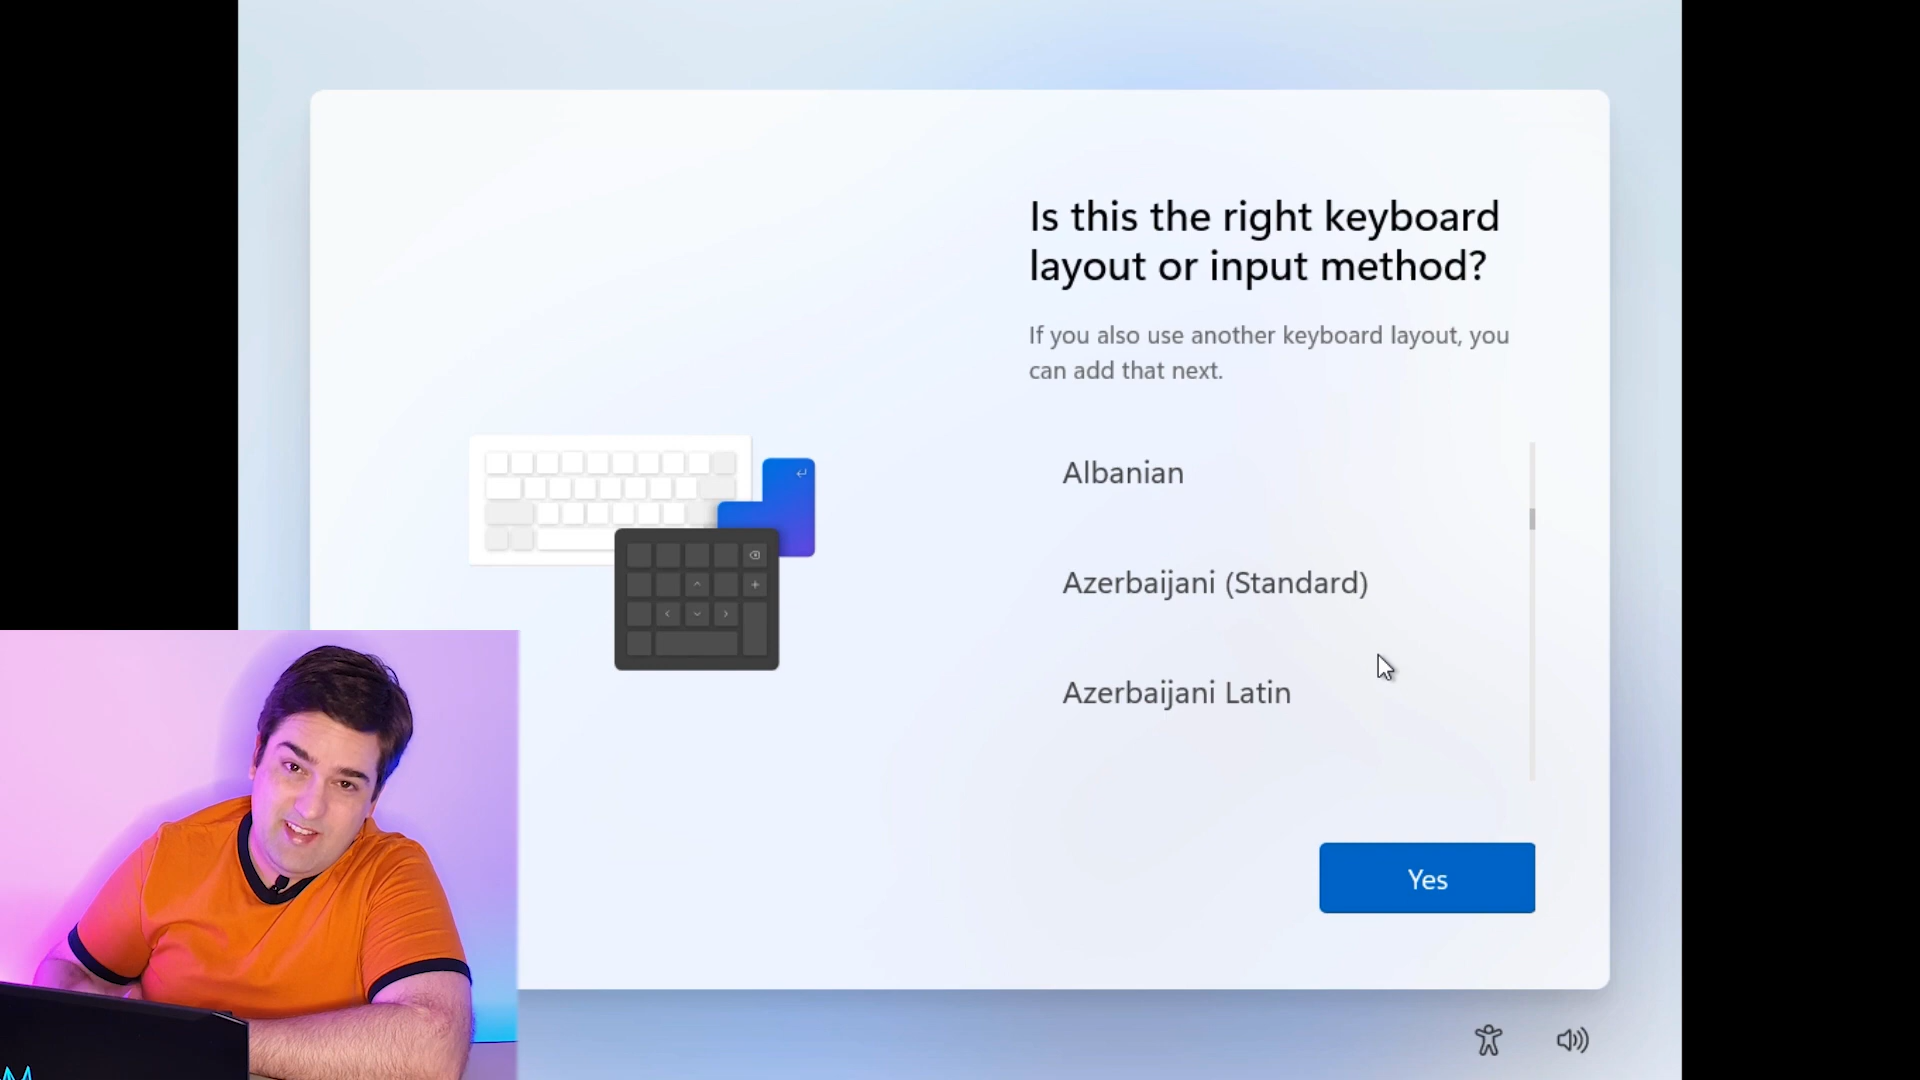 Is this the right keyboard
layout or input method?
If you also use another keyboard layout, you
can add that next.
Albanian
Azerbaijani (Standard)
Azerbaijani Latin
Yes